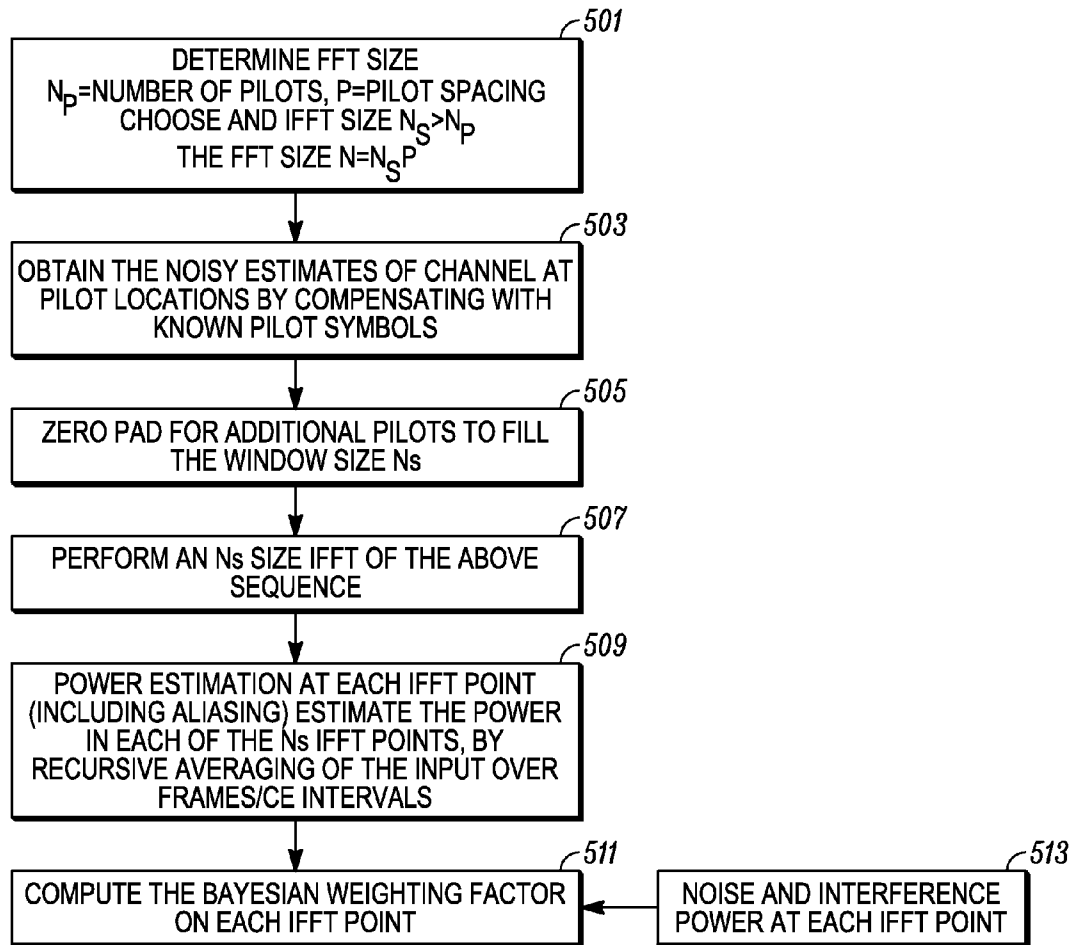 501
DETERMINE FFT SIZE
NP=NUMBER OF PILOTS, P=PILOT SPACING
CHOOSE AND IFFT SIZE NS>NP
THE FFT SIZE N=NSP
503
OBTAIN THE NOISY ESTIMATES OF CHANNEL AT
PILOT LOCATIONS BY COMPENSATING WITH
KNOWN PILOT SYMBOLS
505
ZERO PAD FOR ADDITIONAL PILOTS TO FILL
THE WINDOW SIZE Ns
507
PERFORM AN Ns SIZE IFFT OF THE ABOVE
SEQUENCE
509
POWER ESTIMATION AT EACH IFFT POINT
(INCLUDING ALIASING) ESTIMATE THE POWER
IN EACH OF THE Ns IFFT POINTS, BY
RECURSIVE AVERAGING OF THE INPUT OVER
FRAMES/CE INTERVALS
511
COMPUTE THE BAYESIAN WEIGHTING FACTOR
ON EACH IFFT POINT
513
NOISE AND INTERFERENCE
POWER AT EACH IFFT POINT